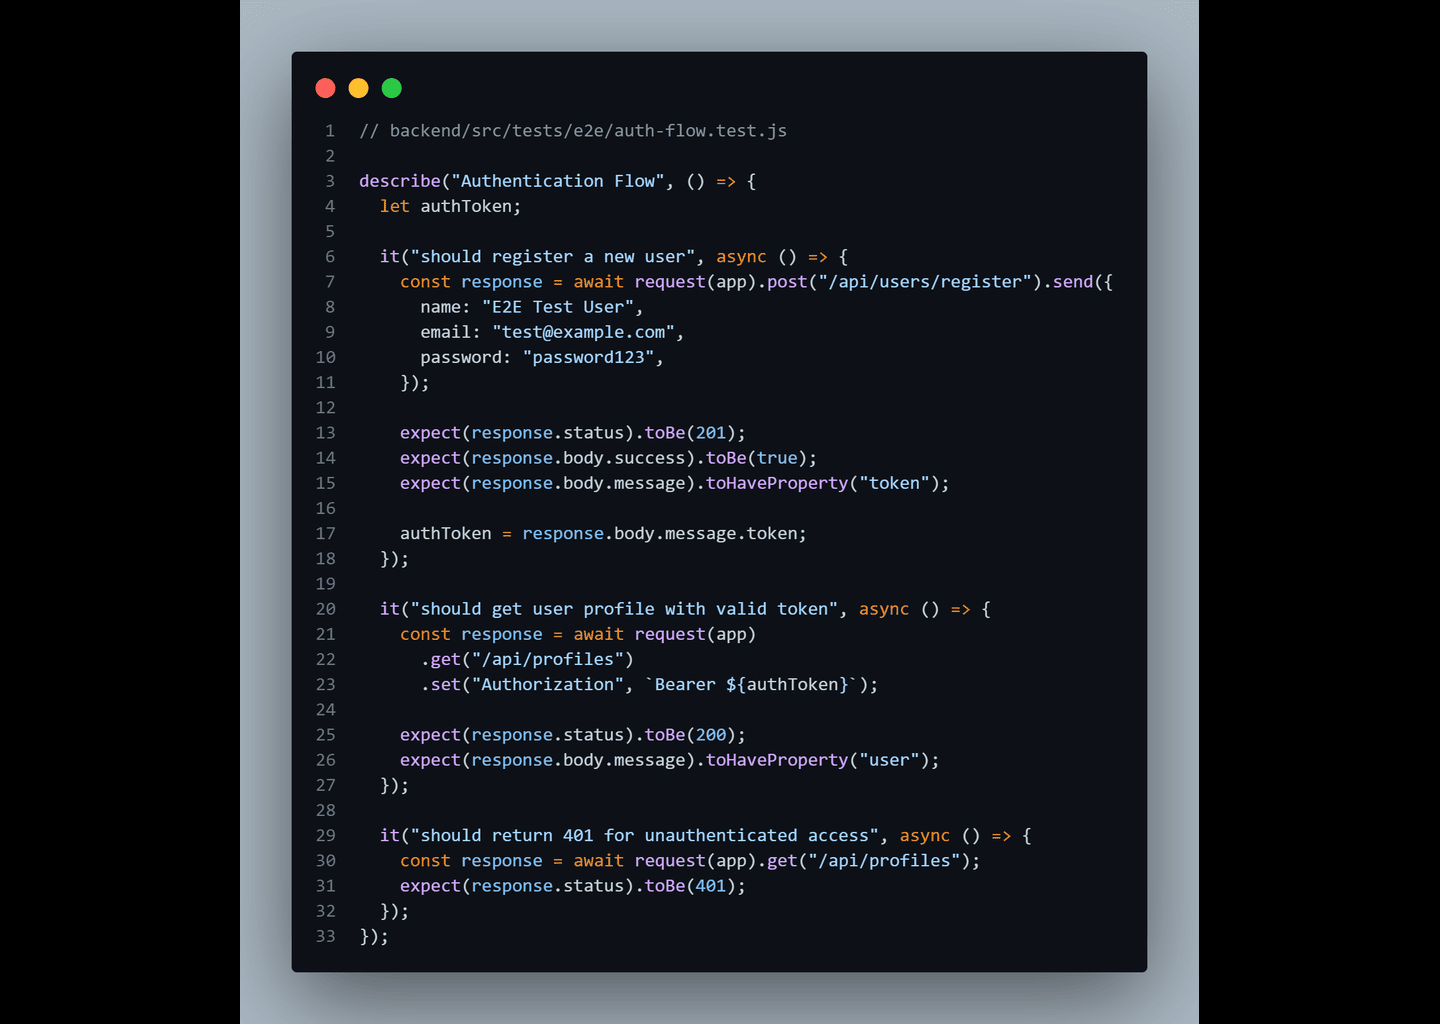 1 // backend/src/tests/e2e/auth-flow.test.js
2
3 describe("Authentication Flow", () => {
4   let authToken;
5
6   it("should register a new user", async () => {
7     const response = await request(app).post("/api/users/register").send({
8       name: "E2E Test User",
9       email: "test@example.com",
10       password: "password123",
11     });
12
13     expect(response.status).toBe(201);
14     expect(response.body.success).toBe(true);
15     expect(response.body.message).toHaveProperty("token");
16
17     authToken = response.body.message.token;
18   });
19
20   it("should get user profile with valid token", async () => {
21     const response = await request(app)
22       .get("/api/profiles")
23       .set("Authorization", `Bearer ${authToken}`);
24
25     expect(response.status).toBe(200);
26     expect(response.body.message).toHaveProperty("user");
27   });
28
29   it("should return 401 for unauthenticated access", async () => {
30     const response = await request(app).get("/api/profiles");
31     expect(response.status).toBe(401);
32   });
33 });